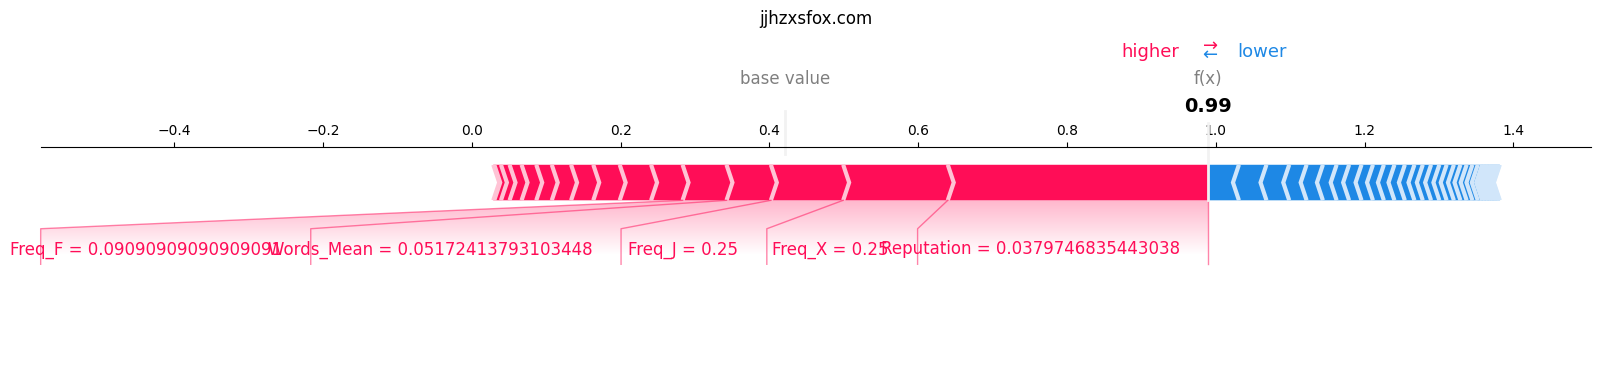 jjhzxsfox.com
higher → ← lower
base value f(x)
0.99
−0.4 −0.2 0.0 0.2 0.4 0.6 0.8 1.0 1.2 1.4
Freq_F = 0.09090909090909091 Words_Mean = 0.05172413793103448 Freq_J = 0.25 Freq_X = 0.25 Reputation = 0.0379746835443038